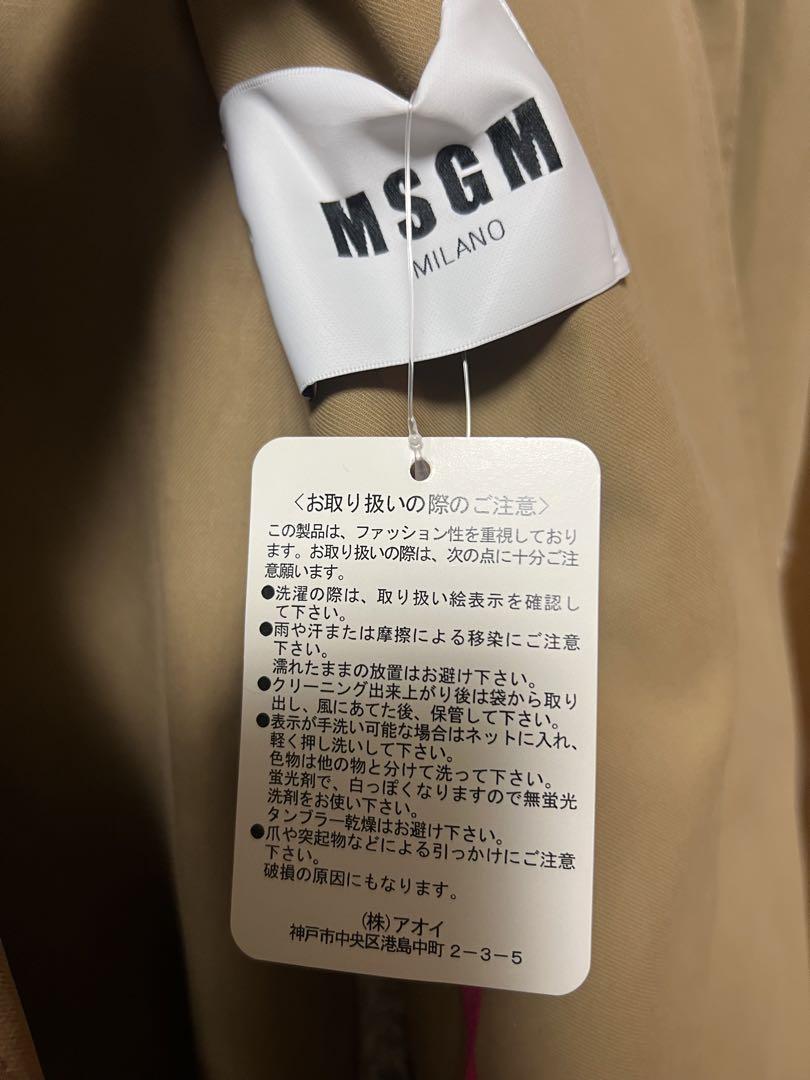 MSGM
MILANO
〈お取り扱いの際のご注意〉
この製品は、ファッション性を重視しており
ます。お取り扱いの際は、次の点に十分ご注
意願います。
●洗濯の際は、取り扱い絵表示を確認し
て下さい。
●雨や汗または摩擦による移染にご注意
下さい。
濡れたままの放置はお避け下さい。
●クリーニング出来上がり後は袋から取り
出し、風にあてた後、保管して下さい。
●表示が手洗い可能な場合はネットに入れ、
軽く押し洗いして下さい。
色物は他の物と分けて洗って下さい。
蛍光剤で、白っぽくなりますので無蛍光
洗剤をお使い下さい。
タンブラー乾燥はお避け下さい。
●爪や突起物などによる引っかけにご注意
下さい。
破損の原因にもなります。
(株)アオイ
神戸市中央区港島中町2-3-5